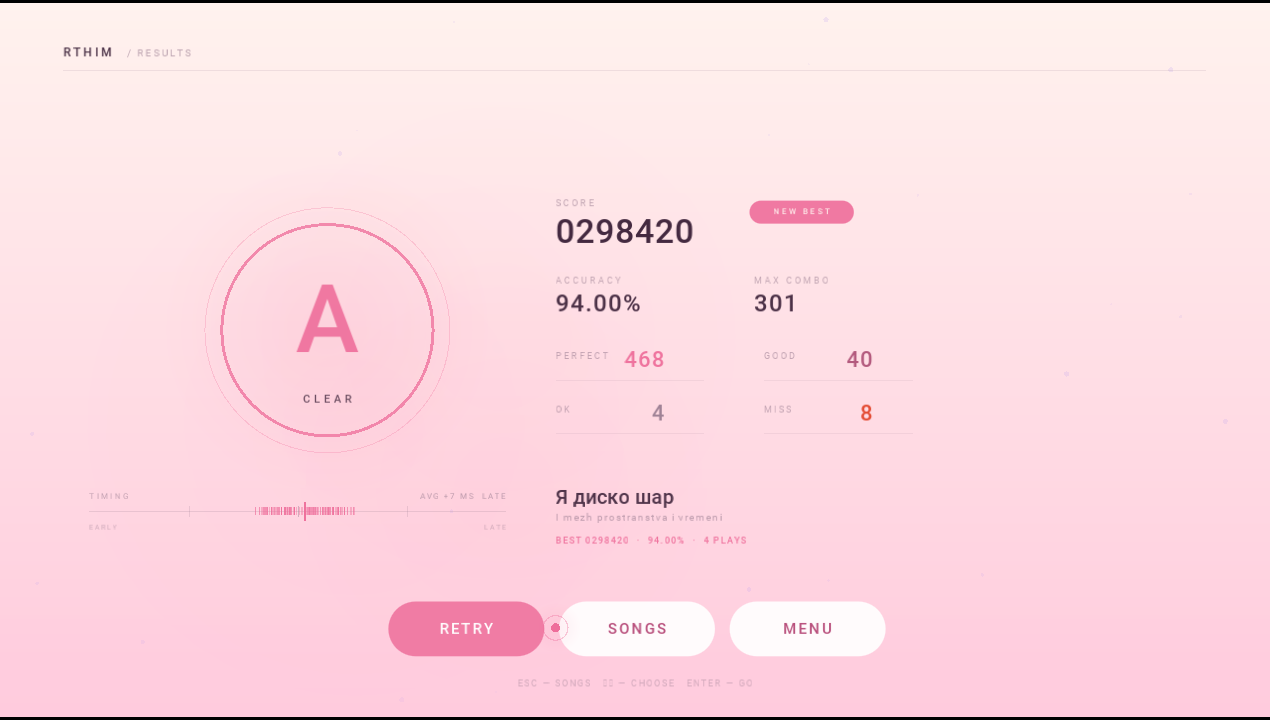 RTHIM / RESULTS
SCORE
0298420
NEW BEST
ACCURACY
94.00%
MAX COMBO
301
PERFECT 468
GOOD 40
OK 4
MISS 8
A
CLEAR
TIMING
AVG +7 MS LATE
EARLY
LATE
Я диско шар
I mezh prostranstva i vremeni
BEST 0298420 · 94.00% · 4 PLAYS
RETRY
SONGS
MENU
ESC — SONGS — CHOOSE ENTER — GO